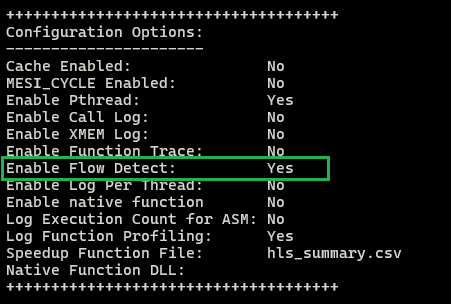 +++++++++++++++++++++++++++++++++++
Configuration Options:
----------------------
Cache Enabled: No
MESI_CYCLE Enabled: No
Enable Pthread: Yes
Enable Call Log: No
Enable XMEM Log: No
Enable Function Trace: No
Enable Flow Detect: Yes
Enable Log Per Thread: No
Enable native function No
Log Execution Count for ASM: No
Log Function Profiling: Yes
Speedup Function File: hls_summary.csv
Native Function DLL:
+++++++++++++++++++++++++++++++++++